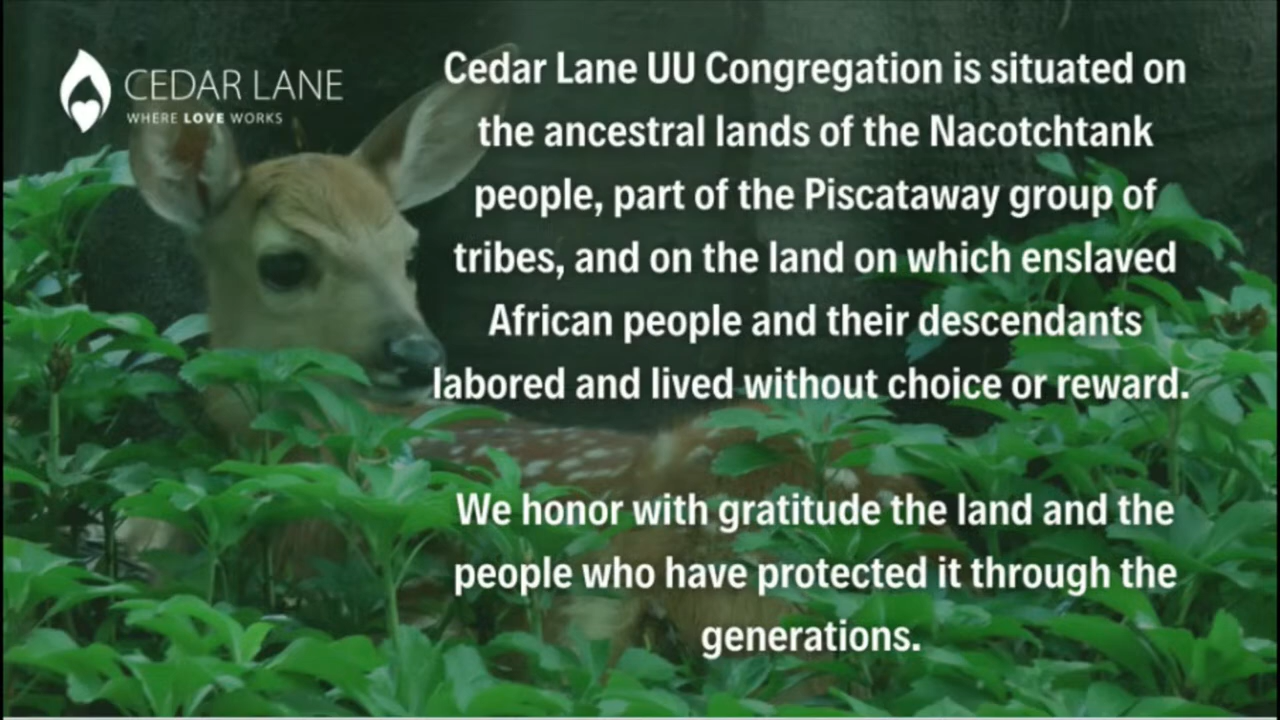 CEDAR LANE
WHERE LOVE WORKS
Cedar Lane UU Congregation is situated on
the ancestral lands of the Nacotchtank
people, part of the Piscataway group of
tribes, and on the land on which enslaved
African people and their descendants
labored and lived without choice or reward.
We honor with gratitude the land and the
people who have protected it through the
generations.